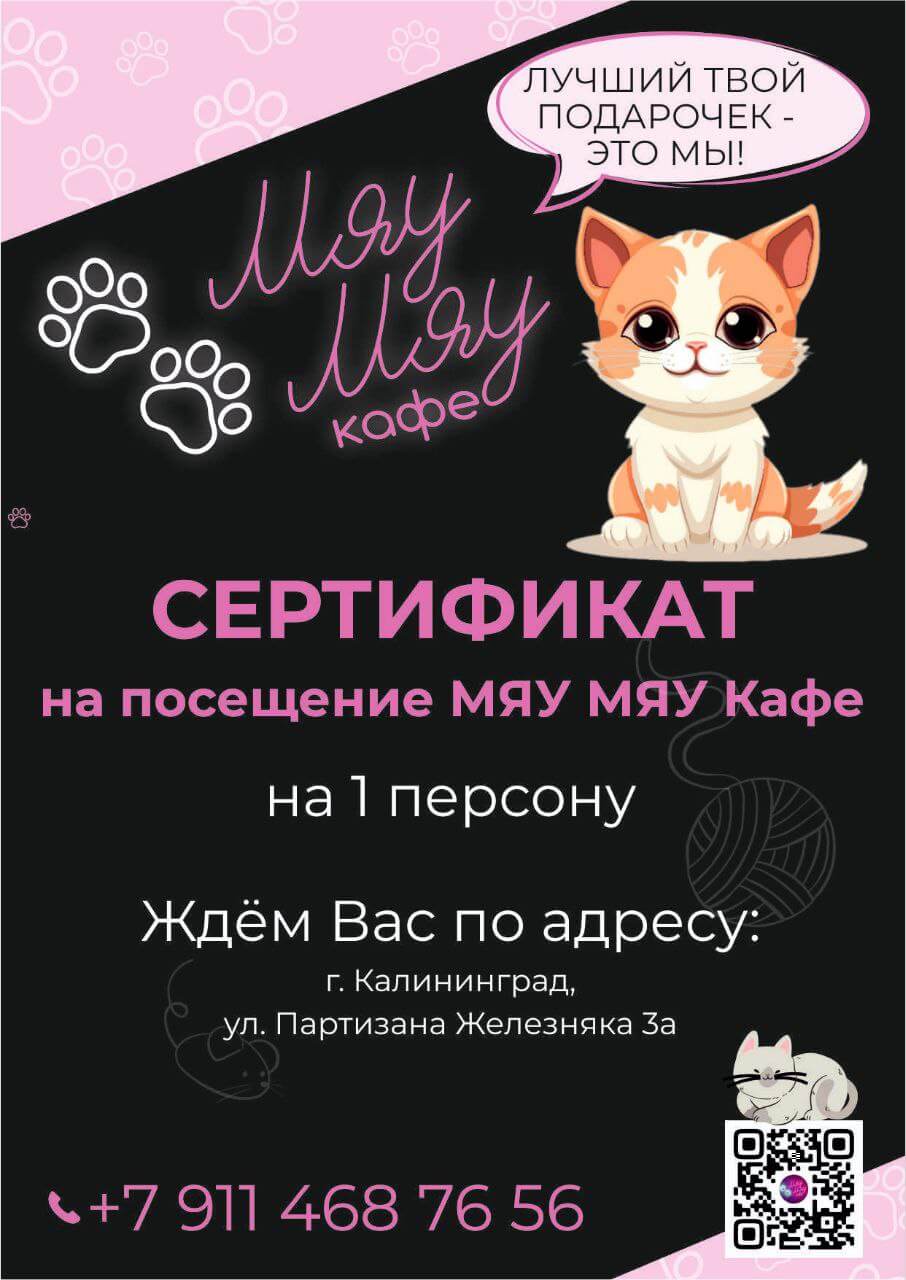 ЛУЧШИЙ ТВОЙ
ПОДАРОЧЕК -
ЭТО МЫ!
Мяу
Мяу
кафе
СЕРТИФИКАТ
на посещение МЯУ МЯУ Кафе
на 1 персону
Ждём Вас по адресу:
г. Калининград,
ул. Партизана Железняка 3а
+7 911 468 76 56